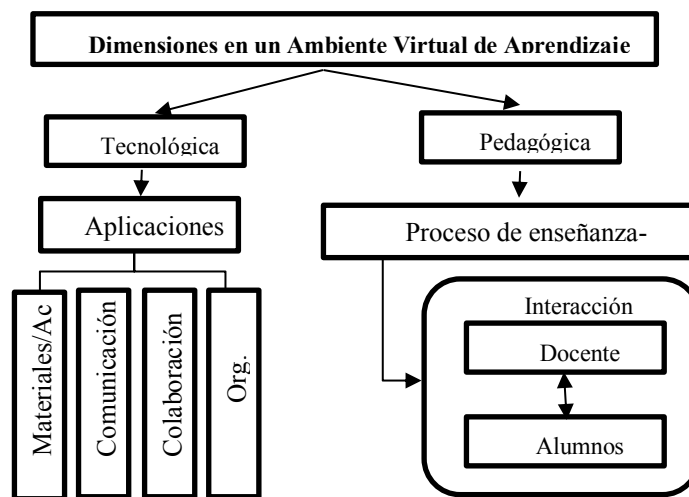 Dimensiones en un Ambiente Virtual de Aprendizaje
Tecnológica
Pedagógica
Aplicaciones
Proceso de enseñanza-
Materiales/Ac
Comunicación
Colaboración
Org.
Interacción
Docente
Alumnos